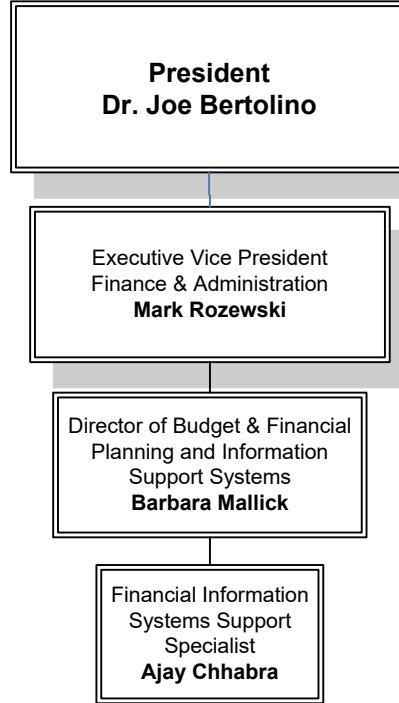 President
Dr. Joe Bertolino
Executive Vice President
Finance & Administration
Mark Rozewski
Director of Budget & Financial
Planning and Information
Support Systems
Barbara Mallick
Financial Information
Systems Support
Specialist
Ajay Chhabra